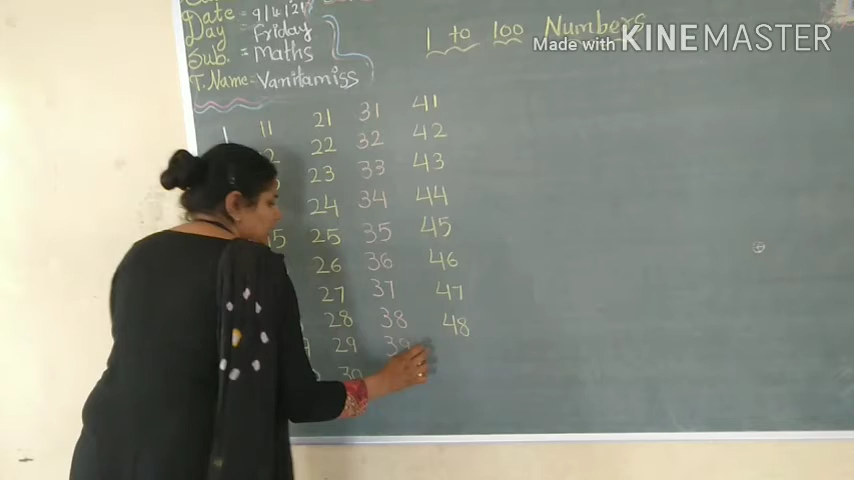 Date = 9/4/21
Day = Friday
Sub. = Maths
T. Name = Vanitamiss
1 to 100 Numbers
Made with KINEMASTER
1 11 21 31 41
22 32 42
23 33 43
24 34 44
25 35 45
26 36 46
27 37 47
28 38 48
29 39
30